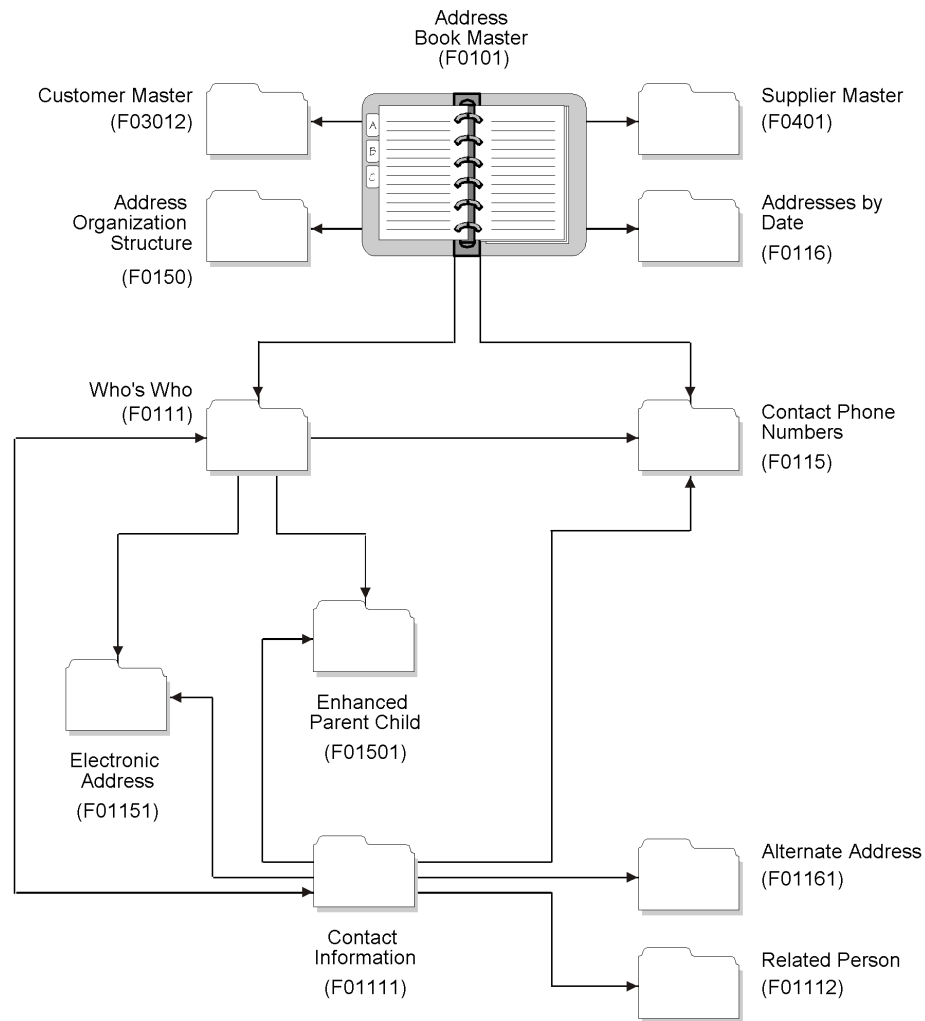 Address
Book Master
(F0101)
Customer Master
(F03012)
Supplier Master
(F0401)
A
B
C
Address
Organization
Structure
(F0150)
Addresses by
Date
(F0116)
Who's Who
(F0111)
Contact Phone
Numbers
(F0115)
Enhanced
Parent Child
(F01501)
Electronic
Address
(F01151)
Alternate Address
(F01161)
Contact
Information
(F01111)
Related Person
(F01112)